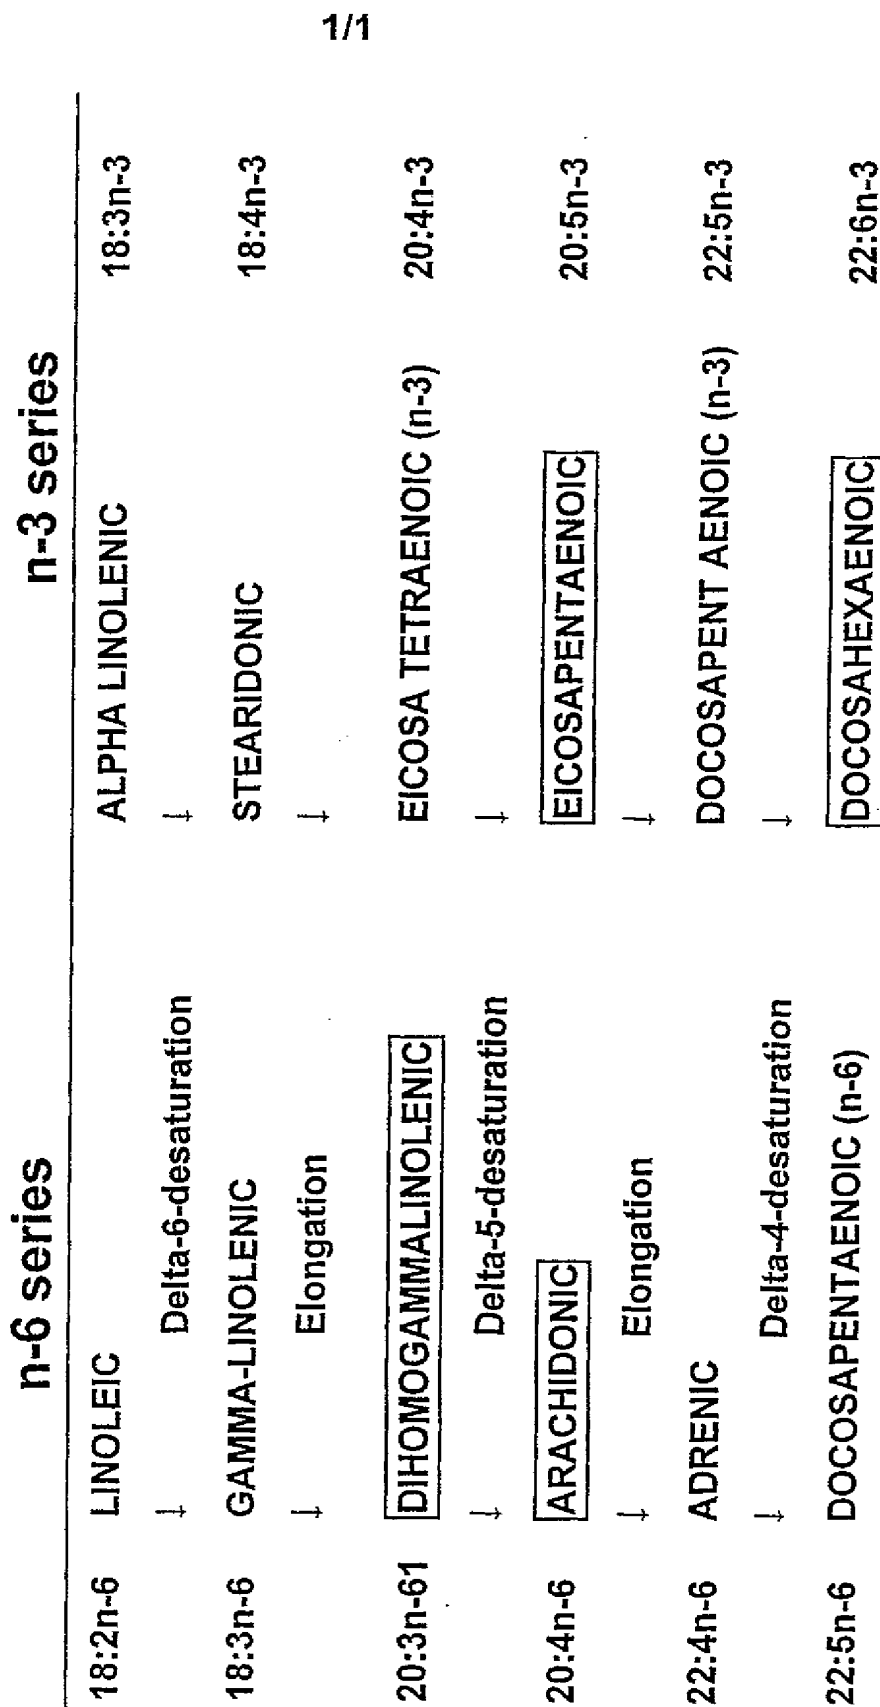 1/1
n-6 series n-3 series
18:2n-6 LINOLEIC ALPHA LINOLENIC 18:3n-3
↓ Delta-6-desaturation ↓
18:3n-6 GAMMA-LINOLENIC STEARIDONIC 18:4n-3
↓ Elongation ↓
20:3n-61 DIHOMOGAMMALINOLENIC EICOSA TETRAENOIC (n-3) 20:4n-3
↓ Delta-5-desaturation ↓
20:4n-6 ARACHIDONIC EICOSAPENTAENOIC 20:5n-3
↓ Elongation ↓
22:4n-6 ADRENIC DOCOSAPENT AENOIC (n-3) 22:5n-3
↓ Delta-4-desaturation ↓
22:5n-6 DOCOSAPENTAENOIC (n-6) DOCOSAHEXAENOIC 22:6n-3